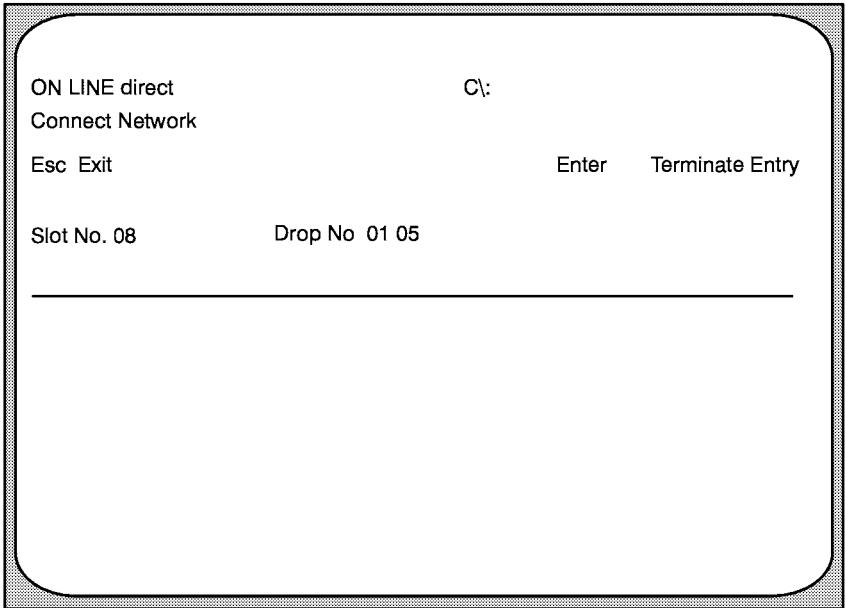 ON LINE direct C\:
Connect Network
Esc Exit Enter Terminate Entry
Slot No. 08 Drop No 01 05